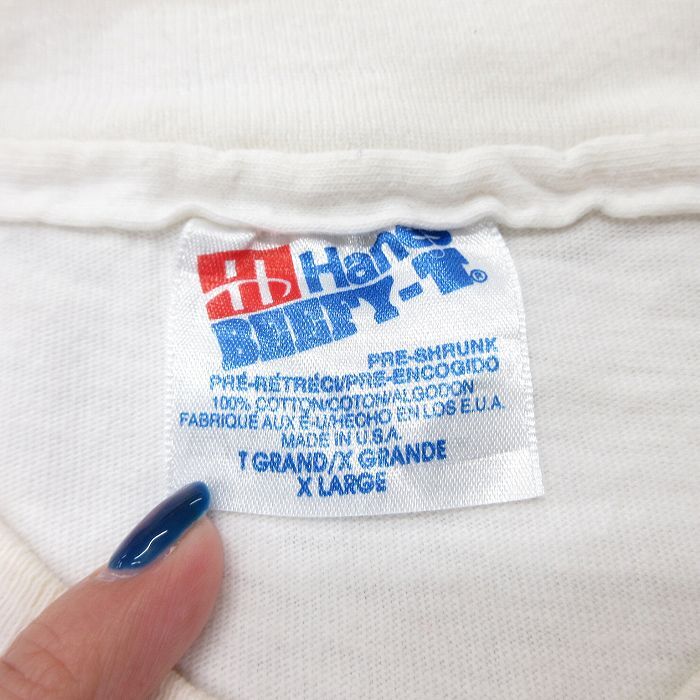 Hanes
BEEFY-T®
PRE-SHRUNK
PRÉ-RÉTRÉCI/PRE-ENCOGIDO
100% COTTON/COTON/ALGODON
FABRIQUÉ AUX É-U/HECHO EN LOS E.U.A.
MADE IN U.S.A.
T GRAND/X GRANDE
X LARGE